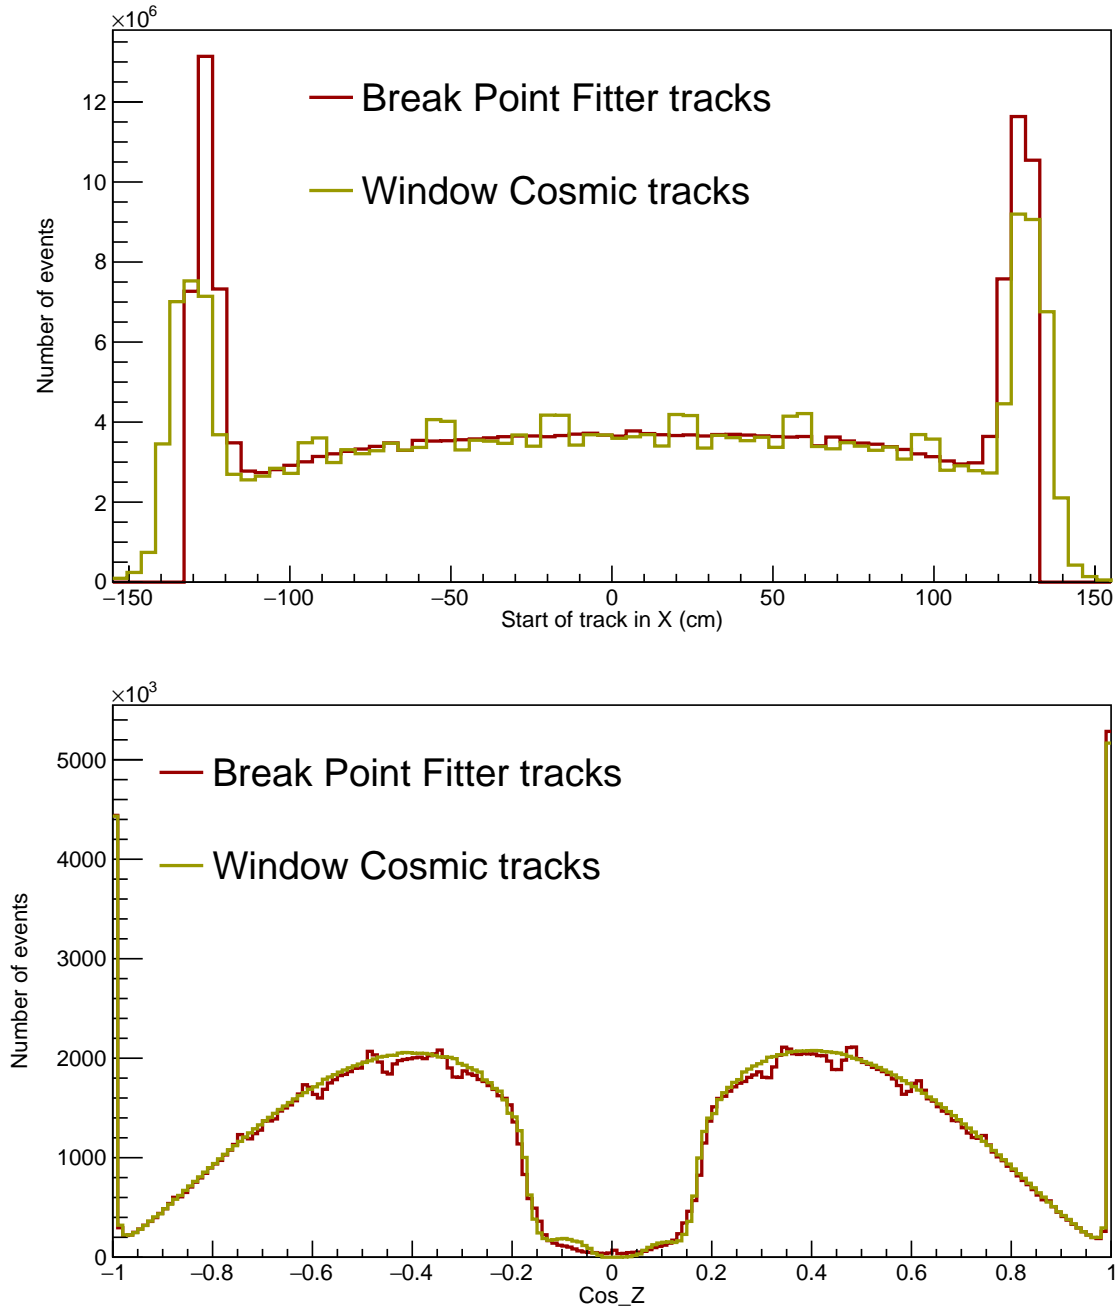 ×10⁶
Break Point Fitter tracks
Window Cosmic tracks
Number of events
12
10
8
6
4
2
0
−150 −100 −50 0 50 100 150
Start of track in X (cm)
×10³
Break Point Fitter tracks
Window Cosmic tracks
Number of events
5000
4000
3000
2000
1000
0
−1 −0.8 −0.6 −0.4 −0.2 0 0.2 0.4 0.6 0.8 1
Cos_Z